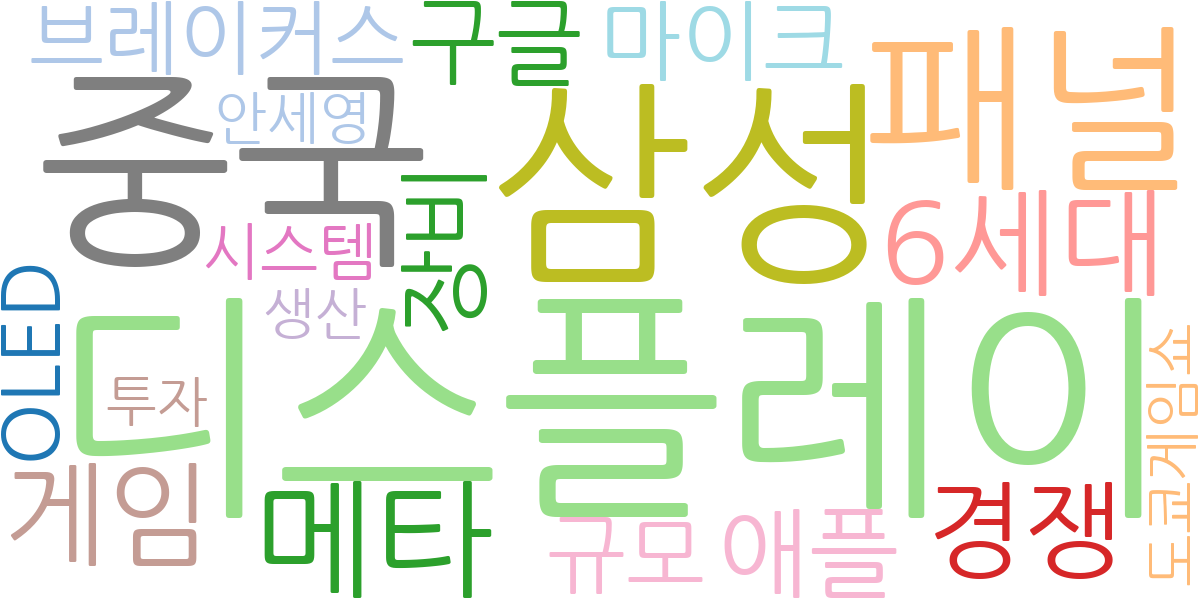 브레이커스
구글
마이크
패널
중국
안세영
삼성
장비
시스템
6세대
생산
OLED
디스플레이
투자
도쿄게임쇼
게임
메타
규모
애플
경쟁